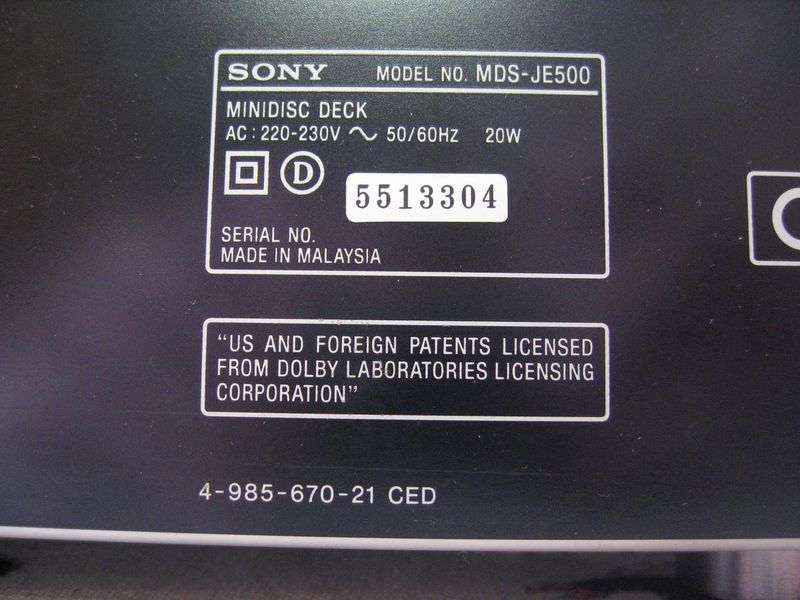 SONY MODEL NO. MDS-JE500
MINIDISC DECK
AC: 220-230V ～ 50/60Hz 20W
D
5513304
SERIAL NO.
MADE IN MALAYSIA
"US AND FOREIGN PATENTS LICENSED
FROM DOLBY LABORATORIES LICENSING
CORPORATION"
4-985-670-21 CED